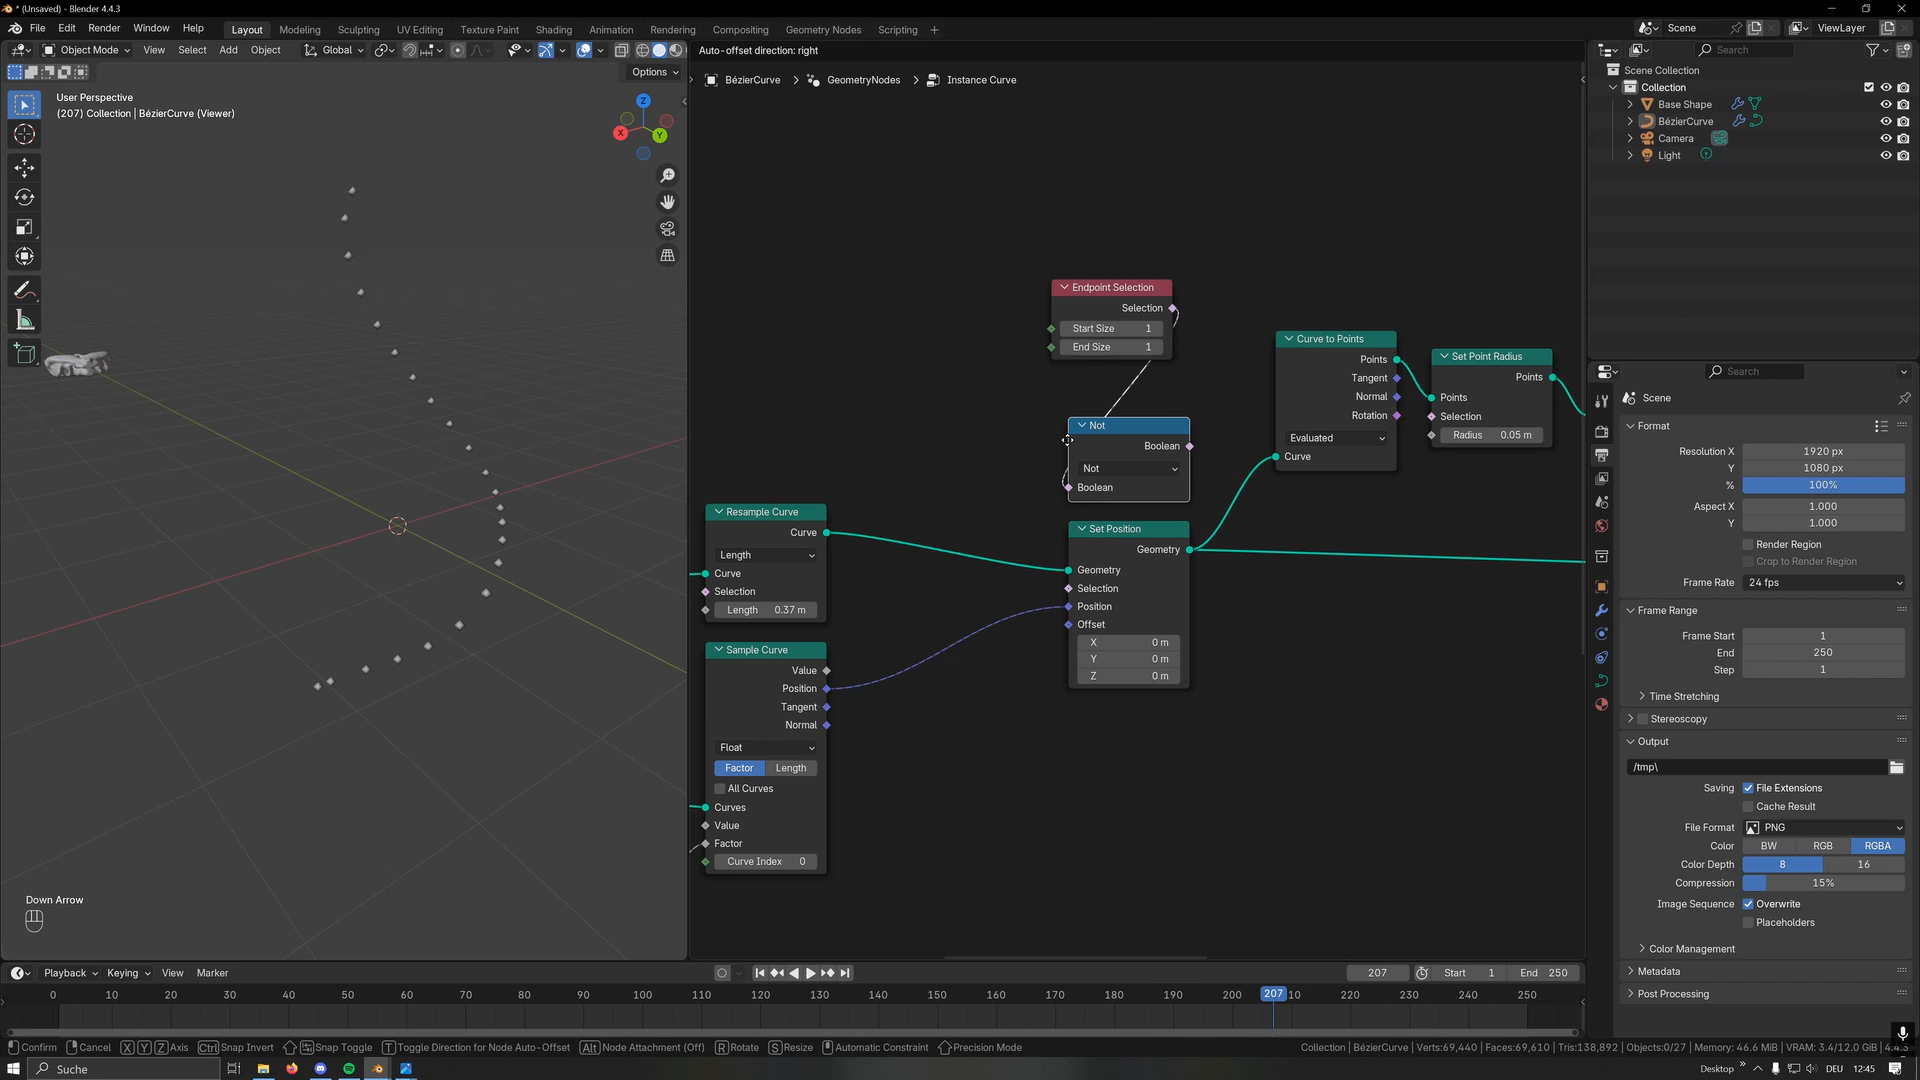 * (Unsaved) - Blender 4.4.3
File Edit Render Window Help
Layout Modeling Sculpting UV Editing Texture Paint Shading Animation Rendering Compositing Geometry Nodes Scripting +
Scene
ViewLayer
Object Mode View Select Add Object
Global
Auto-offset direction: right
Search
Options
BézierCurve > GeometryNodes > Instance Curve
User Perspective
(207) Collection | BézierCurve (Viewer)
Z
X
Y
Scene Collection
Collection
Base Shape
BézierCurve
Camera
Light
Endpoint Selection
Selection
Start Size 1
End Size 1
Not
Boolean
Not
Boolean
Curve to Points
Points
Tangent
Normal
Rotation
Evaluated
Curve
Set Point Radius
Points
Points
Selection
Radius 0.05 m
Resample Curve
Curve
Length
Curve
Selection
Length 0.37 m
Set Position
Geometry
Geometry
Selection
Position
Offset
X 0 m
Y 0 m
Z 0 m
Sample Curve
Value
Position
Tangent
Normal
Float
Factor Length
All Curves
Curves
Value
Factor
Curve Index 0
Search
Scene
Format
Resolution X 1920 px
Y 1080 px
% 100%
Aspect X 1.000
Y 1.000
Render Region
Crop to Render Region
Frame Rate 24 fps
Frame Range
Frame Start 1
End 250
Step 1
Time Stretching
Stereoscopy
Output
/tmp\
Saving File Extensions
Cache Result
File Format PNG
Color BW RGB RGBA
Color Depth 8 16
Compression 15%
Image Sequence Overwrite
Placeholders
Color Management
Metadata
Post Processing
Down Arrow
Playback Keying View Marker
207 Start 1 End 250
0 10 20 30 40 50 60 70 80 90 100 110 120 130 140 150 160 170 180 190 200 207 10 220 230 240 250
Confirm Cancel X Y Z Axis Ctrl Snap Invert Snap Toggle T Toggle Direction for Node Auto-Offset Alt Node Attachment (Off) R Rotate S Resize Automatic Constraint Precision Mode
Collection | BézierCurve | Verts:69,440 | Faces:69,610 | Tris:138,892 | Objects:0/27 | Memory: 46.6 MiB | VRAM: 3.4/12.0 GiB | 4.4.3
Suche
Desktop
DEU 12:45